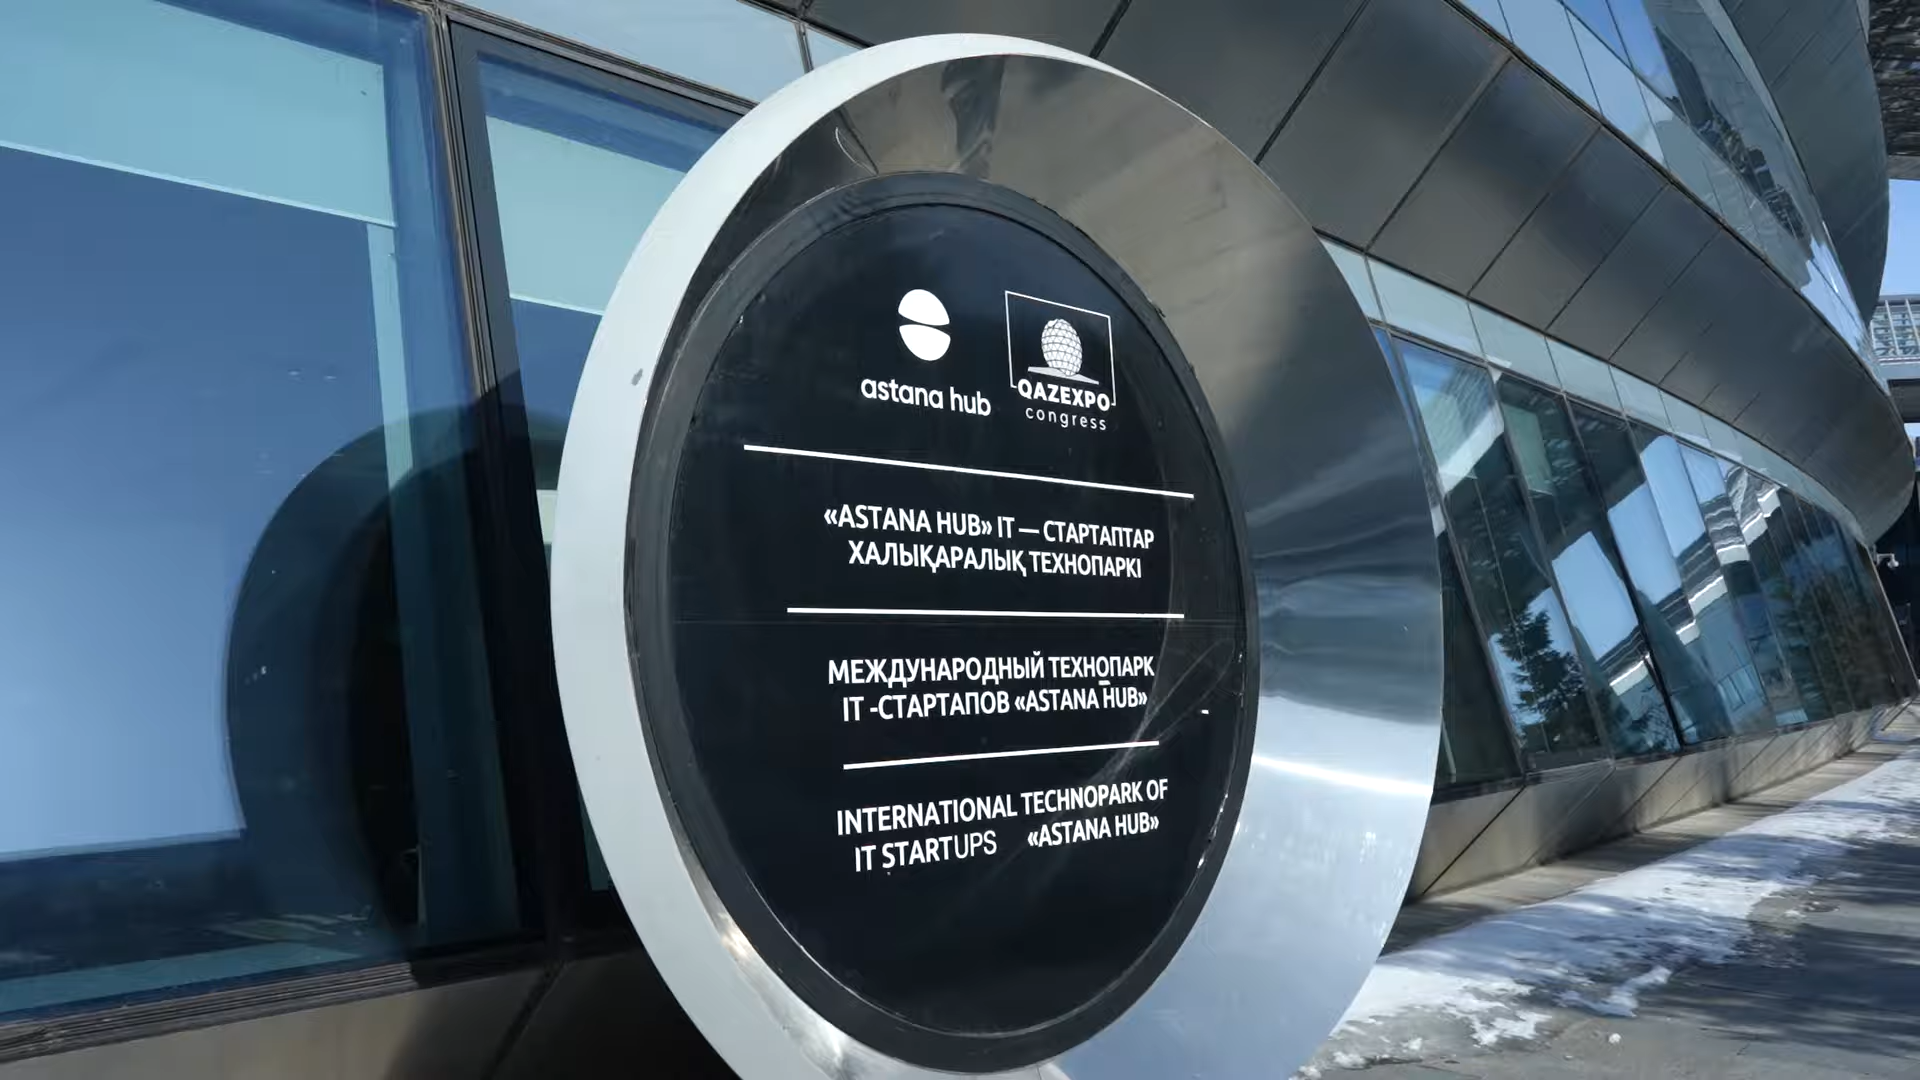 astana hub
QAZEXPO
congress
«ASTANA HUB» IT — СТАРТАПТАР
ХАЛЫҚАРАЛЫҚ ТЕХНОПАРКІ
МЕЖДУНАРОДНЫЙ ТЕХНОПАРК
IT -СТАРТАПОВ «ASTANA HUB»
INTERNATIONAL TECHNOPARK OF
IT STARTUPS «ASTANA HUB»